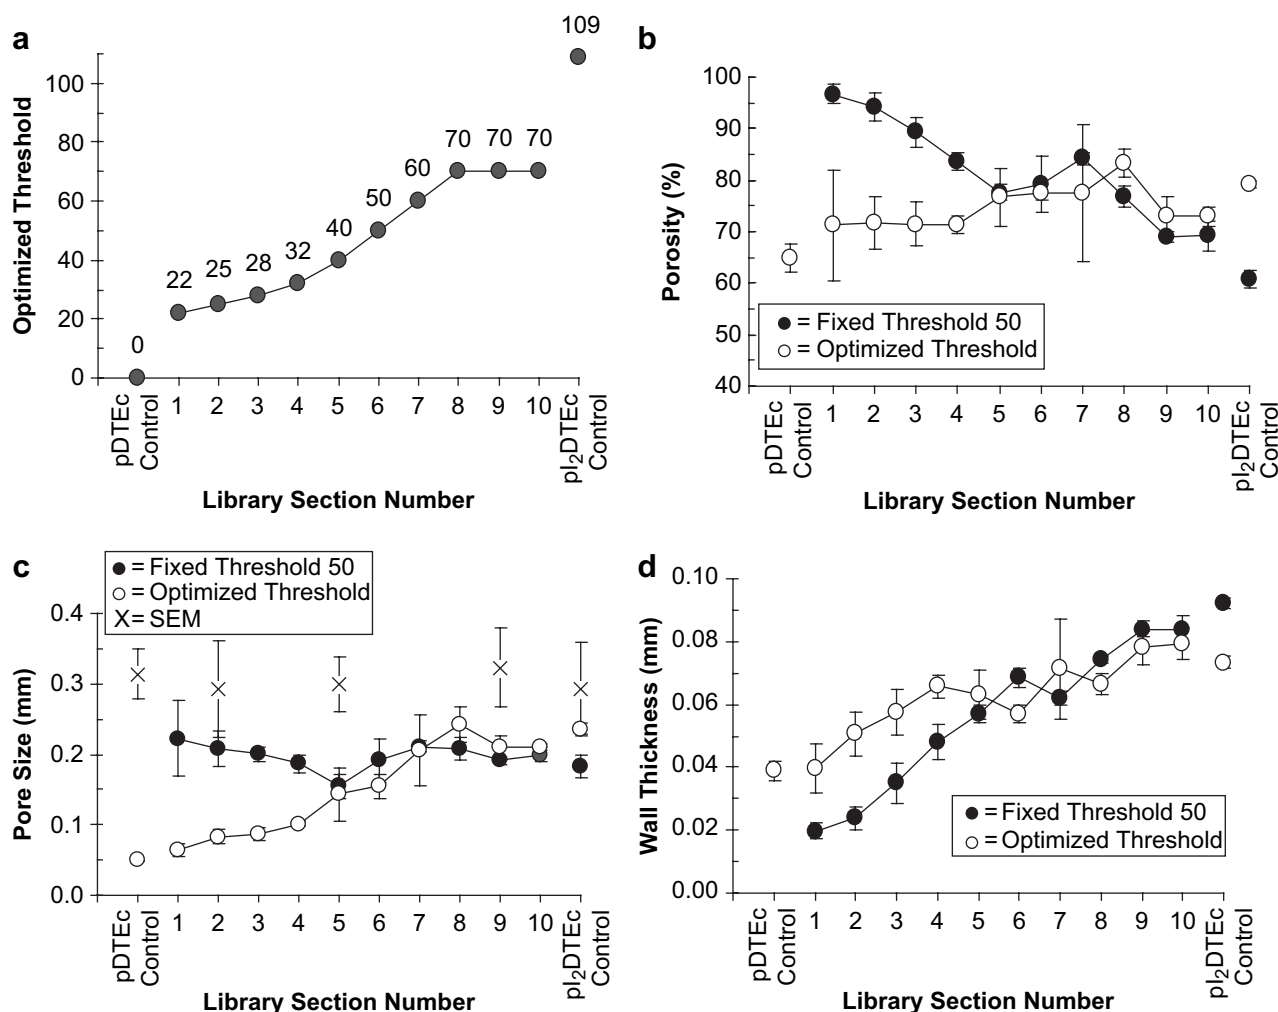 a
Optimized Threshold
100
80
60
40
20
0
0
22
25
28
32
40
50
60
70
70
70
109
pDTEc
Control
1 2 3 4 5 6 7 8 9 10
pI₂DTEc
Control
Library Section Number
b
Porosity (%)
100
90
80
70
60
50
40
= Fixed Threshold 50
= Optimized Threshold
pDTEc
Control
1 2 3 4 5 6 7 8 9 10
pI₂DTEc
Control
Library Section Number
c
= Fixed Threshold 50
= Optimized Threshold
X= SEM
Pore Size (mm)
0.4
0.3
0.2
0.1
0.0
pDTEc
Control
1 2 3 4 5 6 7 8 9 10
pI₂DTEc
Control
Library Section Number
d
Wall Thickness (mm)
0.10
0.08
0.06
0.04
0.02
0.00
= Fixed Threshold 50
= Optimized Threshold
pDTEc
Control
1 2 3 4 5 6 7 8 9 10
pI₂DTEc
Control
Library Section Number